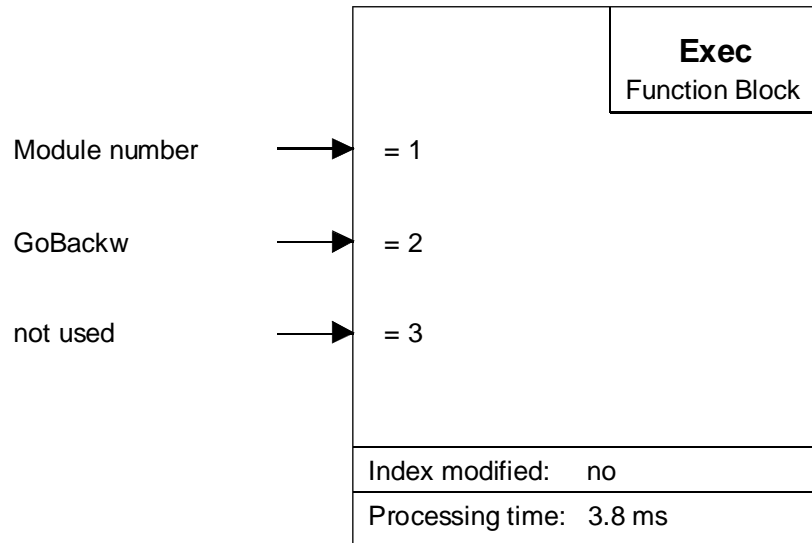 Exec
Function Block
Module number = 1
GoBackw = 2
not used = 3
Index modified: no
Processing time: 3.8 ms